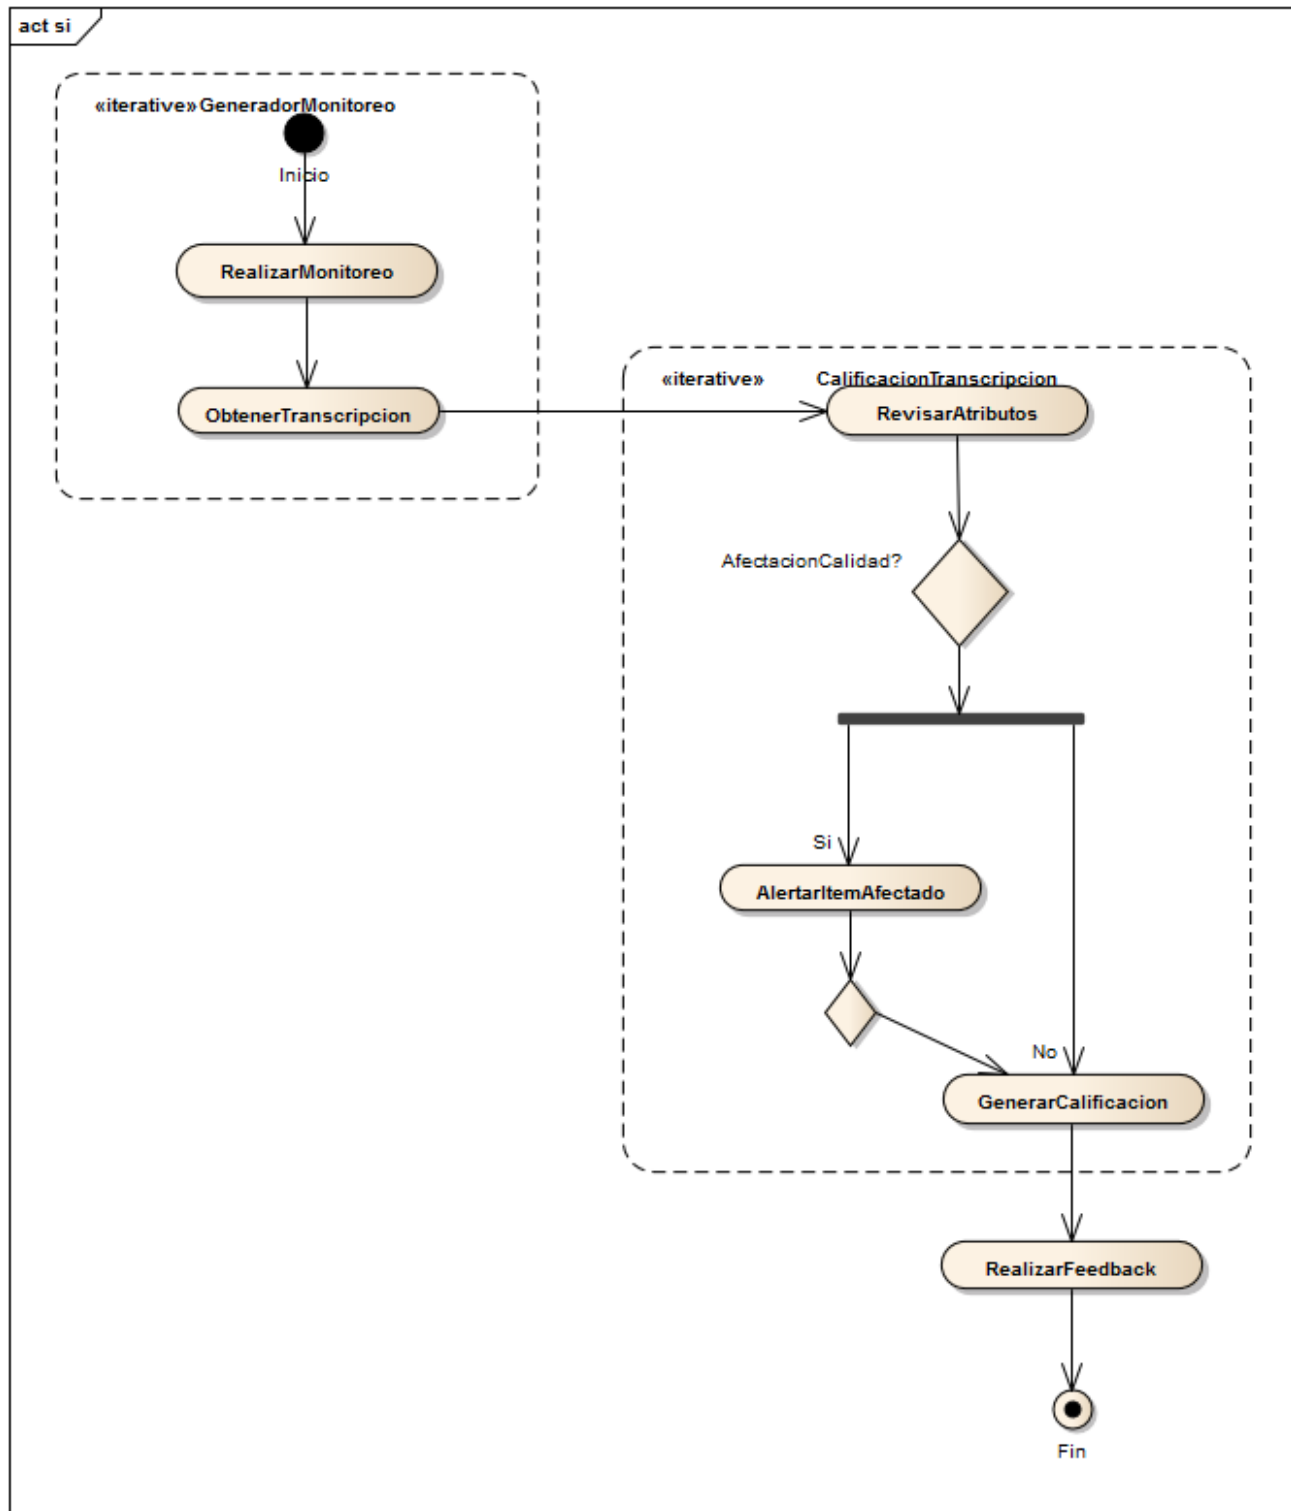 act si
«iterative» GeneradorMonitoreo
Inicio
RealizarMonitoreo
ObtenerTranscripcion
«iterative» CalificacionTranscripcion
RevisarAtributos
AfectacionCalidad?
Si
AlertarItemAfectado
No
GenerarCalificacion
RealizarFeedback
Fin